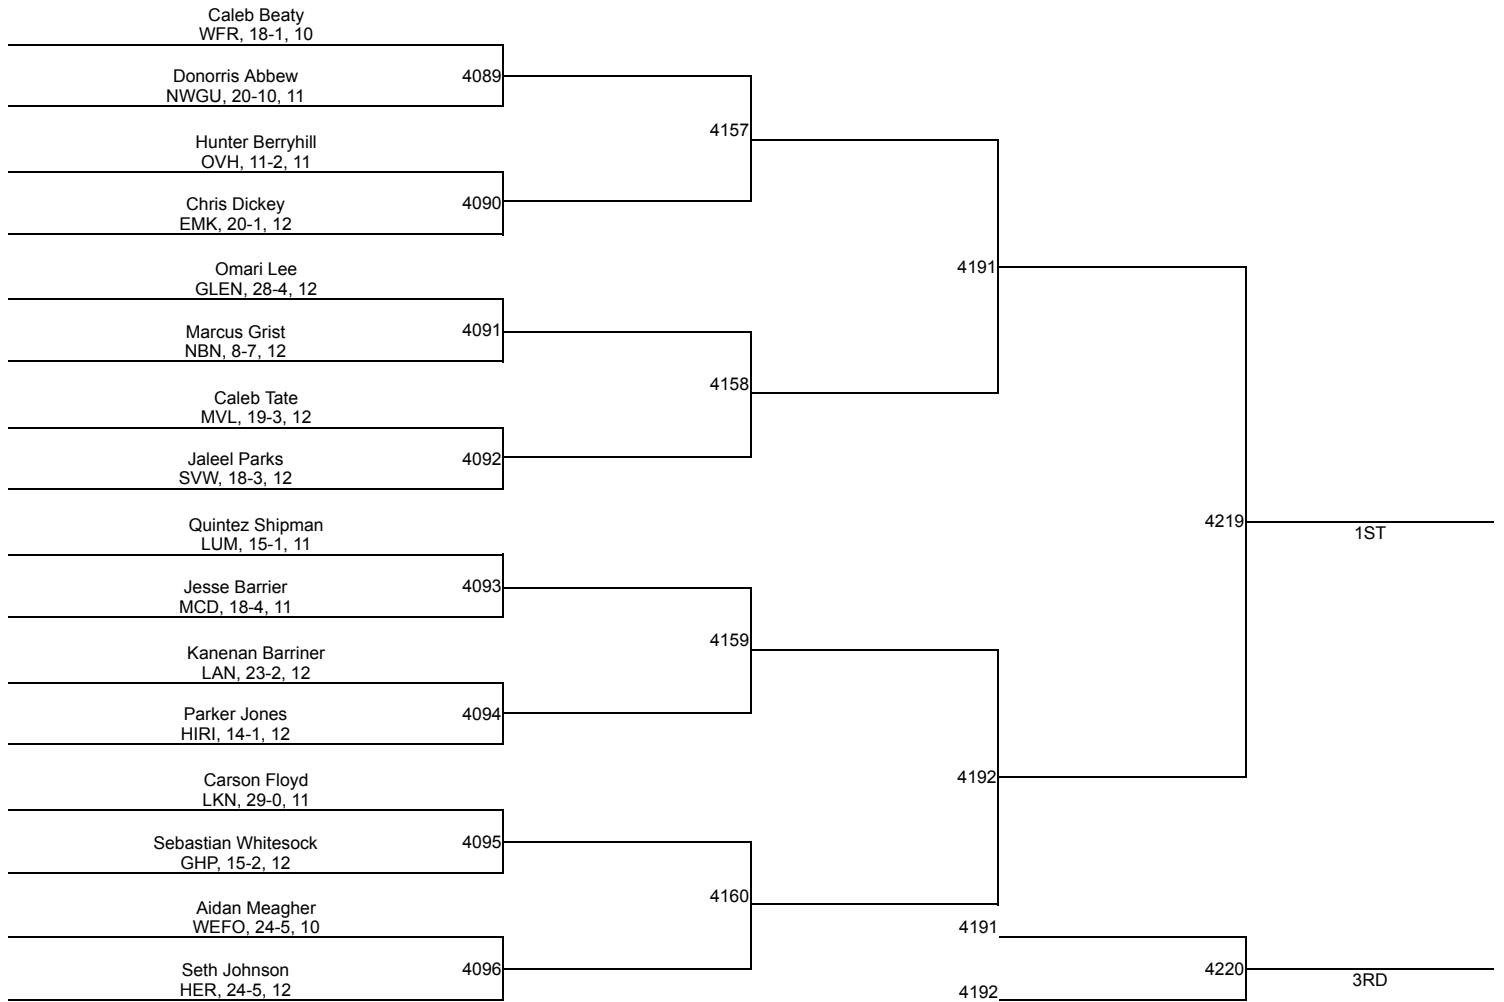 Caleb Beaty
WFR, 18-1, 10
Donorris Abbew
NWGU, 20-10, 11
4089
4157
Hunter Berryhill
OVH, 11-2, 11
Chris Dickey
EMK, 20-1, 12
4090
4191
Omari Lee
GLEN, 28-4, 12
Marcus Grist
NBN, 8-7, 12
4091
4158
Caleb Tate
MVL, 19-3, 12
Jaleel Parks
SVW, 18-3, 12
4092
4219
1ST
Quintez Shipman
LUM, 15-1, 11
Jesse Barrier
MCD, 18-4, 11
4093
4159
Kanenan Barriner
LAN, 23-2, 12
Parker Jones
HIRI, 14-1, 12
4094
4192
Carson Floyd
LKN, 29-0, 11
Sebastian Whitesock
GHP, 15-2, 12
4095
4160
Aidan Meagher
WEFO, 24-5, 10
4191
Seth Johnson
HER, 24-5, 12
4096
4220
3RD
4192